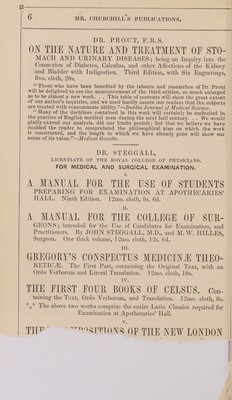 6 MR. CHURCHILL'S PUBLICATIONS,
DR. PROUT, F.R.S.
ON THE NATURE AND TREATMENT OF STO-
MACH AND URINARY DISEASES; being an Inquiry into the
Connexion of Diabetes, Calculus, and other Affections of the Kidney
and Bladder with Indigestion. Third Edition, with Six Engravings,
8vo. cloth, 20s.
"Those who have been benefited by the labours and researches of Dr. Prout
will be delighted to see the announcement of the third edition, so much enlarged
as to be almost a new work. ... This table of contents will show the great extent
of our author's inquiries, and we need hardly assure our readers that the subjects
are treated with consummate ability."—Dublin Journal of Medical Science.
"Many of the doctrines contained in this work will certainly be embodied in
the practice of English medical men during the next half century. ... We would
gladly extend our analysis, did our limits permit; but that we believe we have
enabled the reader to comprehend the philosophical plan on which the work
is constructed, and the length to which we have already gone will show our
sense of its value."—Medical Gazette.
DR. STEGGALL,
LICENTIATE OF THE ROYAL COLLEGE OF PHYSICIANS.
FOR MEDICAL AND SURGICAL EXAMINATION.
I.
A MANUAL FOR THE USE OF STUDENTS
PREPARING FOR EXAMINATION AT APOTHECARIES'
HALL. Ninth Edition. 12mo. cloth, 8s. 6d.
II.
A MANUAL FOR THE COLLEGE OF SUR-
GEONS; intended for the Use of Candidates for Examination, and
Practitioners. By JOHN STEGGALL, M.D., and M. W. HILLES,
Surgeon. One thick volume, 12mo. cloth, 12s. 6d.
III.
GREGORY'S CONSPECTUS MEDICINÆ THEO-
RETICÆ. The First Part, containing the Original Text, with an
Ordo Verborum and Literal Translation. 12mo. cloth, 10s.
IV.
THE FIRST FOUR BOOKS OF CELSUS. Con-
taining the Text, Ordo Verborum, and Translation. 12mo. cloth, 8s.
*** The above two works comprise the entire Latin Classics required for
Examination at Apothecaries' Hall.
V.
OF THE NEW LONDON